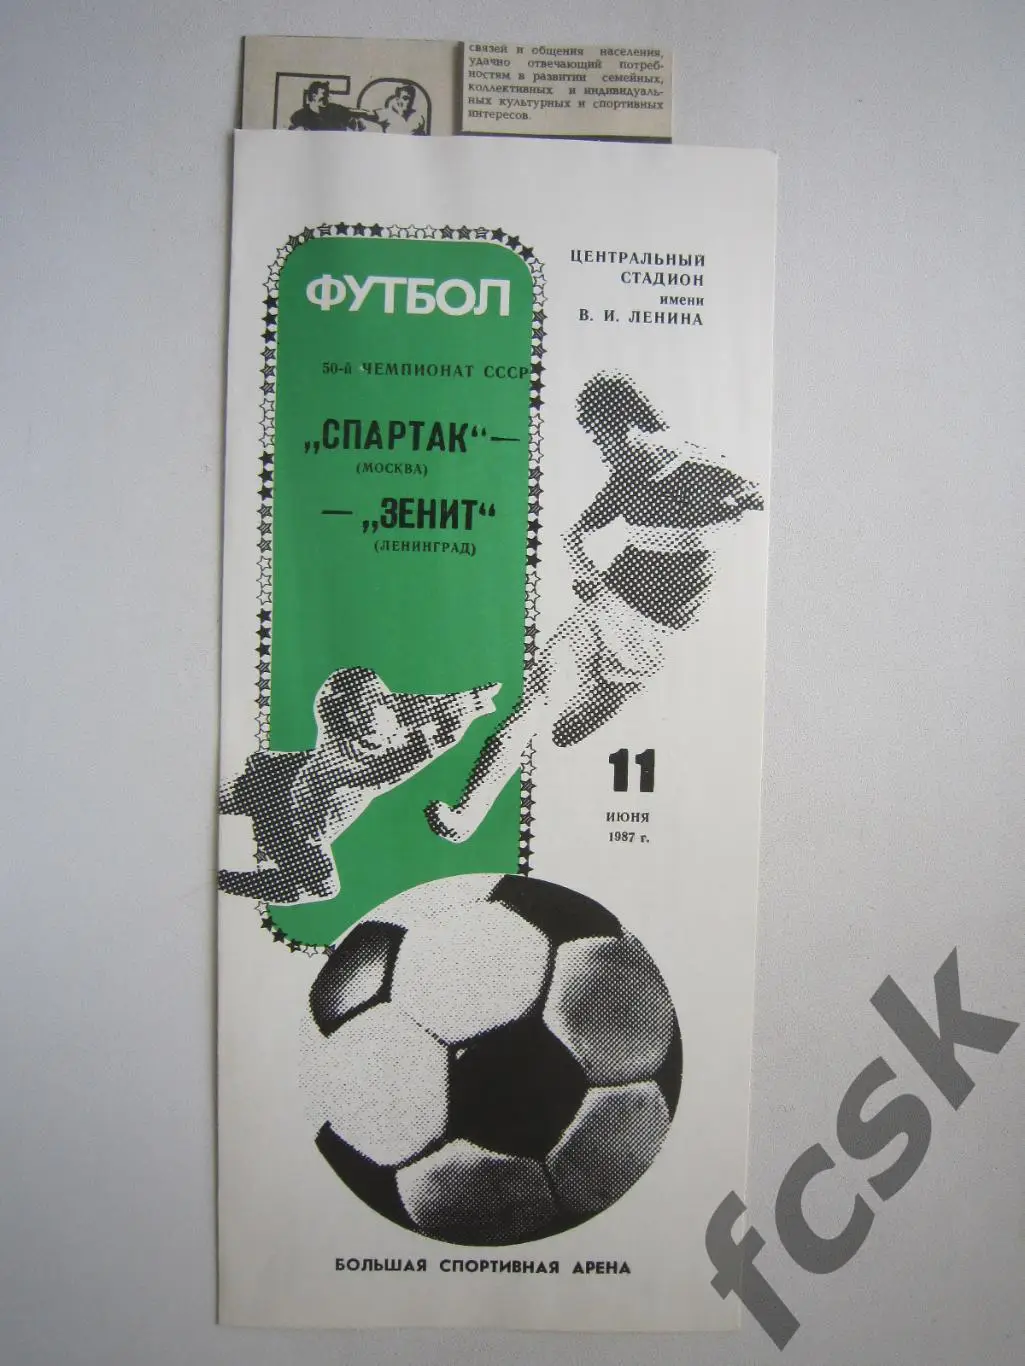 связей и общения населения,
удачно отвечающий потреб-
ностям в развитии семейных,
коллективных и индивидуаль-
ных культурных и спортивных
интересов.
ФУТБОЛ
50-й ЧЕМПИОНАТ СССР
„СПАРТАК“ —
(МОСКВА)
— „ЗЕНИТ“
(ЛЕНИНГРАД)
ЦЕНТРАЛЬНЫЙ
СТАДИОН
имени
В. И. ЛЕНИНА
11
ИЮНЯ
1987 г.
БОЛЬШАЯ СПОРТИВНАЯ АРЕНА
fcsk